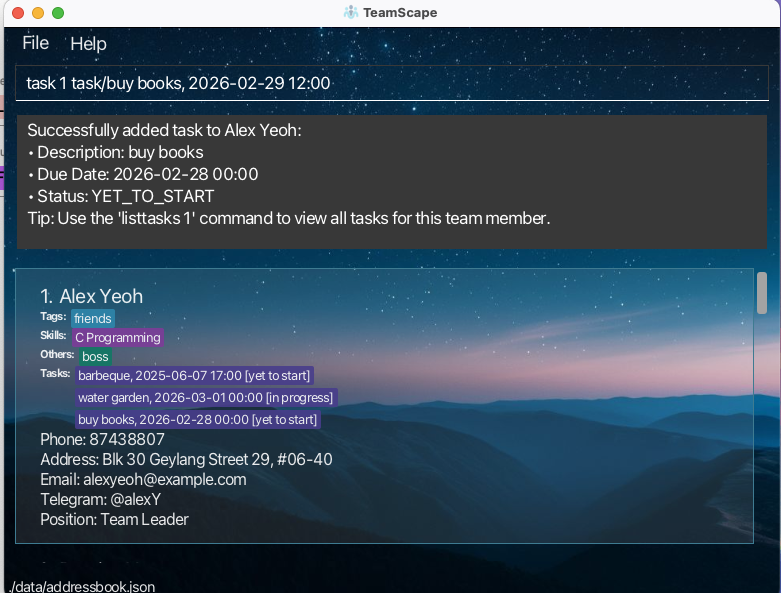 TeamScape
File Help
task 1 task/buy books, 2026-02-29 12:00
Successfully added task to Alex Yeoh:
• Description: buy books
• Due Date: 2026-02-28 00:00
• Status: YET_TO_START
Tip: Use the 'listtasks 1' command to view all tasks for this team member.
1. Alex Yeoh
Tags: friends
Skills: C Programming
Others: boss
Tasks: barbeque, 2025-06-07 17:00 [yet to start]
water garden, 2026-03-01 00:00 [in progress]
buy books, 2026-02-28 00:00 [yet to start]
Phone: 87438807
Address: Blk 30 Geylang Street 29, #06-40
Email: alexyeoh@example.com
Telegram: @alexY
Position: Team Leader
./data/addressbook.json